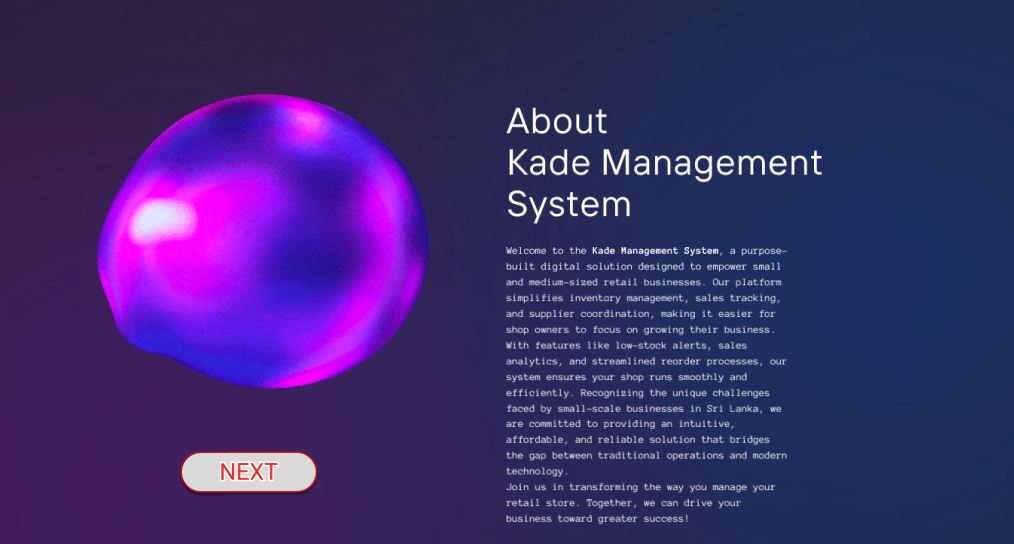 About
Kade Management
System
Welcome to the Kade Management System, a purpose-
built digital solution designed to empower small
and medium-sized retail businesses. Our platform
simplifies inventory management, sales tracking,
and supplier coordination, making it easier for
shop owners to focus on growing their business.
With features like low-stock alerts, sales
analytics, and streamlined reorder processes, our
system ensures your shop runs smoothly and
efficiently. Recognizing the unique challenges
faced by small-scale businesses in Sri Lanka, we
are committed to providing an intuitive,
affordable, and reliable solution that bridges
the gap between traditional operations and modern
technology.
Join us in transforming the way you manage your
retail store. Together, we can drive your
business toward greater success!
NEXT